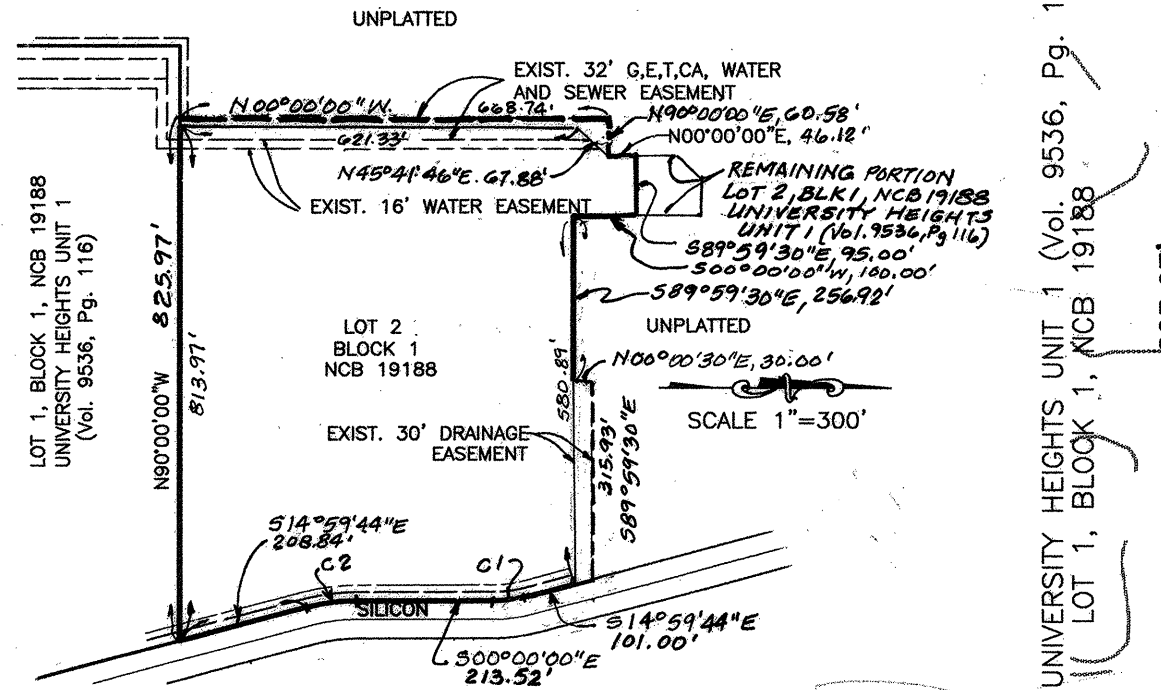 UNPLATTED
EXIST. 32' G,E,T,CA, WATER
AND SEWER EASEMENT
N00°00'00"W. 668.74'
N90°00'00"E, 60.58'
N00°00'00"E, 46.12'
621.33'
N45°41'46"E. 67.88'
REMAINING PORTION
LOT 2, BLK1, NCB 19188
UNIVERSITY HEIGHTS
UNIT 1 (Vol. 9536, Pg 116)
EXIST. 16' WATER EASEMENT
S89°59'30"E, 95.00'
S00°00'00"W, 100.00'
S89°59'30"E, 256.92'
LOT 1, BLOCK 1, NCB 19188
UNIVERSITY HEIGHTS UNIT 1
(Vol. 9536, Pg. 116)
N90°00'00"W 825.97'
813.97'
LOT 2
BLOCK 1
NCB 19188
UNPLATTED
N00°00'30"E, 30.00'
580.89'
SCALE 1"=300'
EXIST. 30' DRAINAGE
EASEMENT
315.93'
S89°59'30"E
S14°59'44"E
208.84'
C2
C1
SILICON
S14°59'44"E
101.00'
S00°00'00"E
213.52'
UNIVERSITY HEIGHTS UNIT 1 (Vol. 9536, Pg. 1
LOT 1, BLOCK 1, NCB 19188